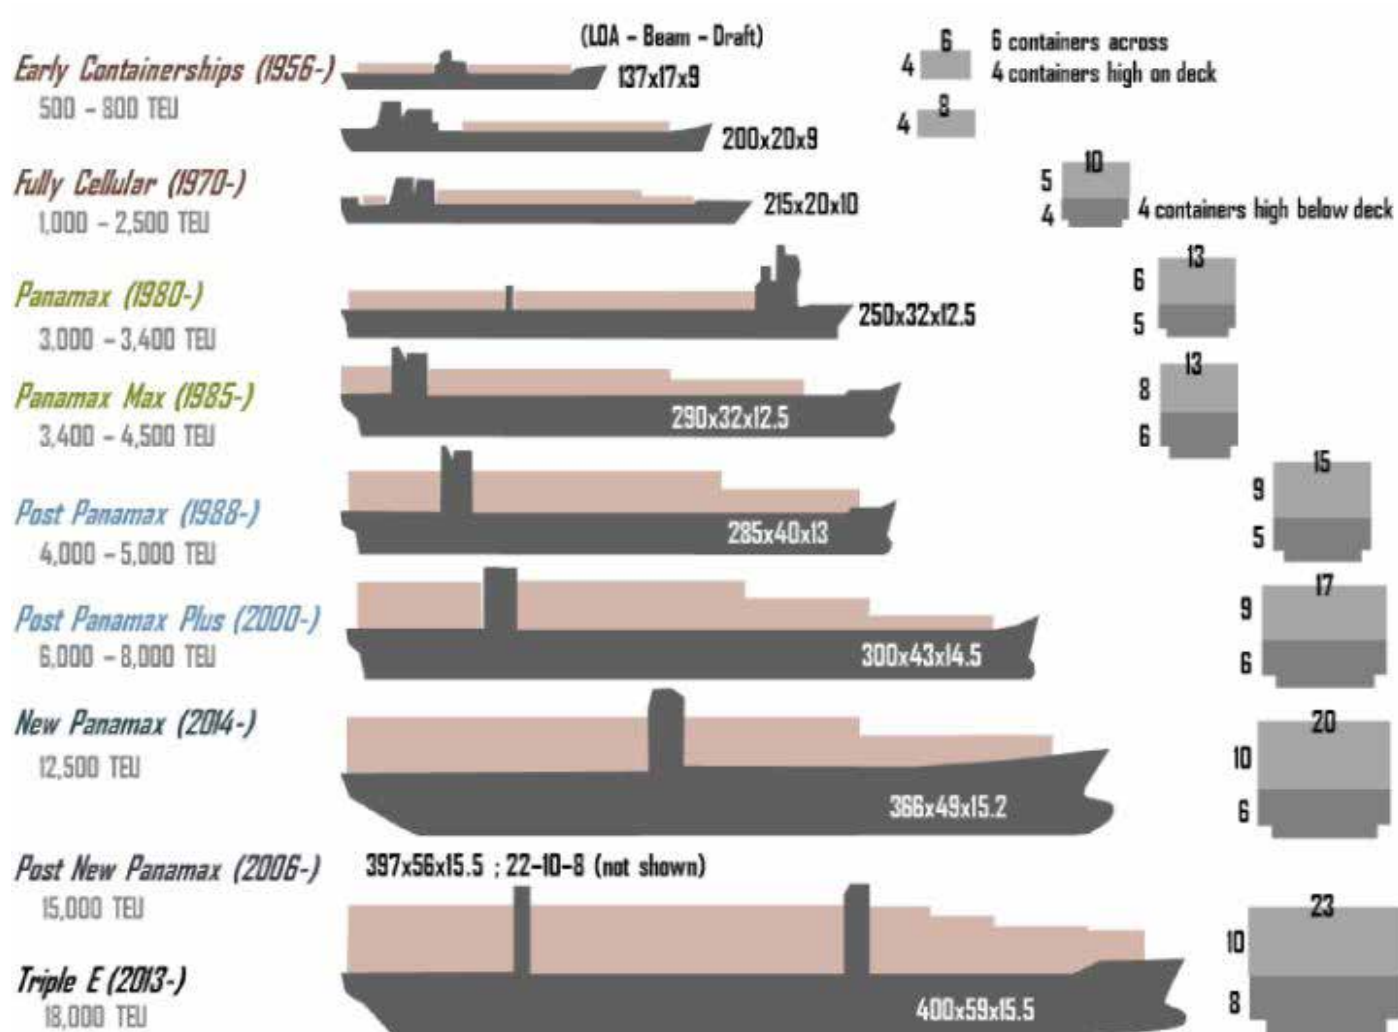 (LOA - Beam - Draft)
Early Containerships (1956-)
500 – 800 TEU
137x17x9
6
4
6 containers across
4 containers high on deck
200x20x9
8
4
Fully Cellular (1970-)
1,000 – 2,500 TEU
215x20x10
10
5
4
4 containers high below deck
Panamax (1980-)
3,000 – 3,400 TEU
250x32x12.5
13
6
5
Panamax Max (1985-)
3,400 – 4,500 TEU
290x32x12.5
13
8
6
Post Panamax (1988-)
4,000 – 5,000 TEU
285x40x13
15
9
5
Post Panamax Plus (2000-)
6,000 – 8,000 TEU
300x43x14.5
17
9
6
New Panamax (2014-)
12,500 TEU
366x49x15.2
20
10
6
Post New Panamax (2006-)
15,000 TEU
397x56x15.5 ; 22-10-8 (not shown)
Triple E (2013-)
18,000 TEU
400x59x15.5
23
10
8